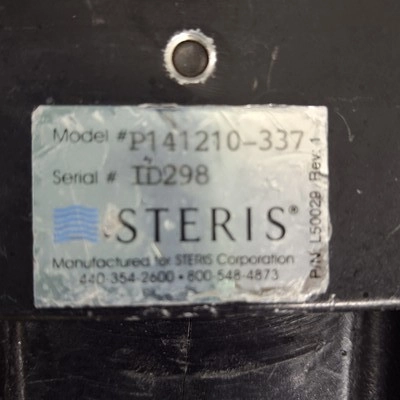 Model # P141210-337
Serial # ID298
STERIS®
Manufactured for STERIS Corporation
440-354-2600 • 800-548-4873
P/N L50029 Rev. 1